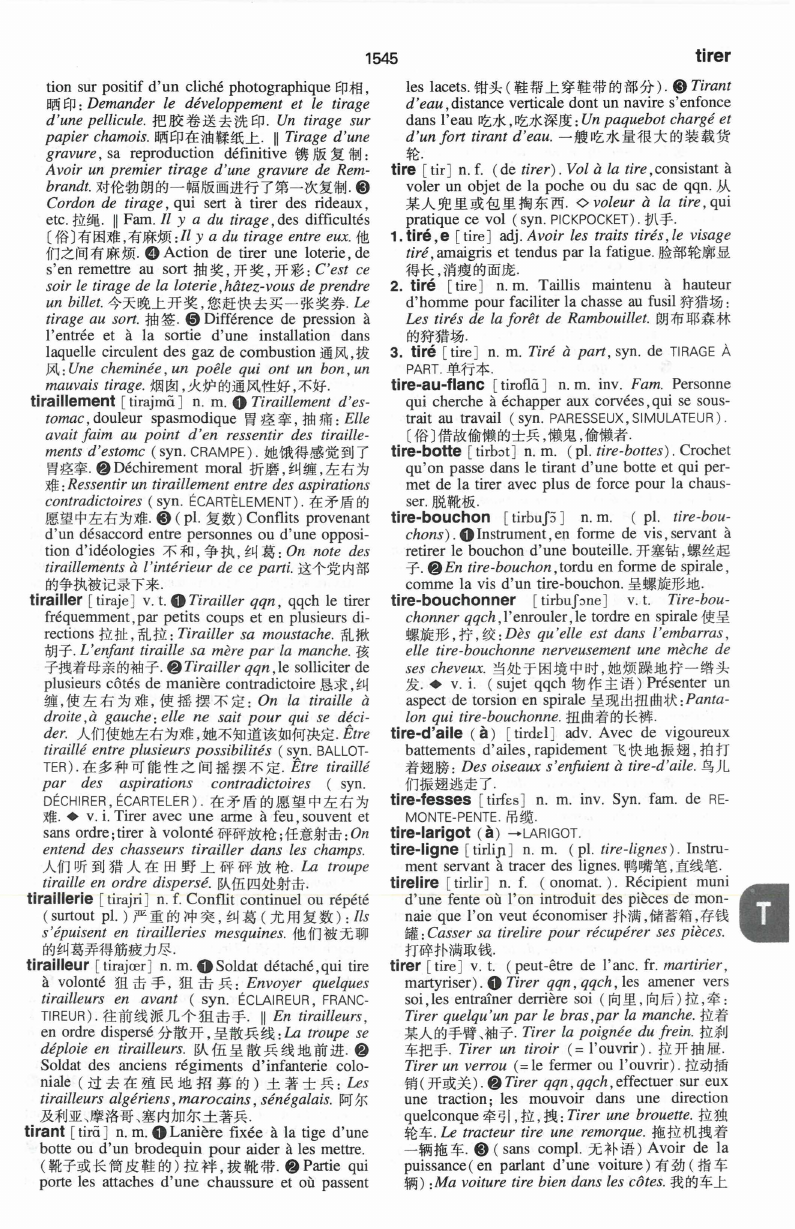 1545
tirer
tion sur positif d'un cliché photographique 印相,
晒印: Demander le développement et le tirage
d'une pellicule. 把胶卷送去洗印. Un tirage sur
papier chamois. 晒印在油鞣纸上. ‖ Tirage d'une
gravure, sa reproduction définitive 镌版复制:
Avoir un premier tirage d'une gravure de Rem-
brandt. 对伦勃朗的一幅版画进行了第一次复制. ❸
Cordon de tirage, qui sert à tirer des rideaux,
etc. 拉绳. ‖ Fam. Il y a du tirage, des difficultés
〔俗〕有困难,有麻烦: Il y a du tirage entre eux. 他
们之间有麻烦. ❹ Action de tirer une loterie, de
s'en remettre au sort 抽奖,开奖,开彩: C'est ce
soir le tirage de la loterie, hâtez-vous de prendre
un billet. 今天晚上开奖,您赶快去买一张奖券. Le
tirage au sort. 抽签. ❺ Différence de pression à
l'entrée et à la sortie d'une installation dans
laquelle circulent des gaz de combustion 通风,拔
风: Une cheminée, un poêle qui ont un bon, un
mauvais tirage. 烟囱,火炉的通风性好,不好.
tiraillement [tirajmɑ̃] n. m. ❶ Tiraillement d'es-
tomac, douleur spasmodique 胃痉挛,抽痛: Elle
avait faim au point d'en ressentir des tiraille-
ments d'estomc (syn. CRAMPE). 她饿得感觉到了
胃痉挛. ❷ Déchirement moral 折磨,纠缠,左右为
难: Ressentir un tiraillement entre des aspirations
contradictoires (syn. ÉCARTÈLEMENT). 在矛盾的
愿望中左右为难. ❸ (pl. 复数) Conflits provenant
d'un désaccord entre personnes ou d'une opposi-
tion d'idéologies 不和,争执,纠葛: On note des
tiraillements à l'intérieur de ce parti. 这个党内部
的争执被记录下来.
tirailler [tiraje] v. t. ❶ Tirailler qqn, qqch le tirer
fréquemment, par petits coups et en plusieurs di-
rections 拉扯,乱拉: Tirailler sa moustache. 乱揪
胡子. L'enfant tiraille sa mère par la manche. 孩
子拽着母亲的袖子. ❷ Tirailler qqn, le solliciter de
plusieurs côtés de manière contradictoire 恳求,纠
缠,使左右为难,使摇摆不定: On la tiraille à
droite, à gauche; elle ne sait pour qui se déci-
der. 人们使她左右为难,她不知道该如何决定. Être
tiraillé entre plusieurs possibilités (syn. BALLOT-
TER). 在多种可能性之间摇摆不定. Être tiraillé
par des aspirations contradictoires (syn.
DÉCHIRER, ÉCARTELER). 在矛盾的愿望中左右为
难. ◆ v. i. Tirer avec une arme à feu, souvent et
sans ordre; tirer à volonté 砰砰放枪;任意射击: On
entend des chasseurs tirailler dans les champs.
人们听到猎人在田野上砰砰放枪. La troupe
tiraille en ordre dispersé. 队伍四处射击.
tiraillerie [tirajri] n. f. Conflit continuel ou répété
(surtout pl.) 严重的冲突,纠葛(尤用复数): Ils
s'épuisent en tirailleries mesquines. 他们被无聊
的纠葛弄得筋疲力尽.
tirailleur [tirajœr] n. m. ❶ Soldat détaché, qui tire
à volonté 狙击手,狙击兵: Envoyer quelques
tirailleurs en avant (syn. ÉCLAIREUR, FRANC-
TIREUR). 往前线派几个狙击手. ‖ En tirailleurs,
en ordre dispersé 分散开,呈散兵线: La troupe se
déploie en tirailleurs. 队伍呈散兵线地前进. ❷
Soldat des anciens régiments d'infanterie colo-
niale (过去在殖民地招募的)土著士兵: Les
tirailleurs algériens, marocains, sénégalais. 阿尔
及利亚、摩洛哥、塞内加尔土著兵.
tirant [tirɑ̃] n. m. ❶ Lanière fixée à la tige d'une
botte ou d'un brodequin pour aider à les mettre.
(靴子或长筒皮鞋的)拉袢,拔靴带. ❷ Partie qui
porte les attaches d'une chaussure et où passent
les lacets. 钳头(鞋帮上穿鞋带的部分). ❸ Tirant
d'eau, distance verticale dont un navire s'enfonce
dans l'eau 吃水,吃水深度: Un paquebot chargé et
d'un fort tirant d'eau. 一艘吃水量很大的装载货
轮.
tire [tir] n. f. (de tirer). Vol à la tire, consistant à
voler un objet de la poche ou du sac de qqn. 从
某人兜里或包里掏东西. ◇ voleur à la tire, qui
pratique ce vol (syn. PICKPOCKET). 扒手.
1. tiré, e [tire] adj. Avoir les traits tirés, le visage
tiré, amaigris et tendus par la fatigue. 脸部轮廓显
得长,消瘦的面庞.
2. tiré [tire] n. m. Taillis maintenu à hauteur
d'homme pour faciliter la chasse au fusil 狩猎场:
Les tirés de la forêt de Rambouillet. 朗布耶森林
的狩猎场.
3. tiré [tire] n. m. Tiré à part, syn. de TIRAGE À
PART. 单行本.
tire-au-flanc [tiroflɑ̃] n. m. inv. Fam. Personne
qui cherche à échapper aux corvées, qui se sous-
trait au travail (syn. PARESSEUX, SIMULATEUR).
〔俗〕借故偷懒的士兵,懒鬼,偷懒者.
tire-botte [tirbɔt] n. m. (pl. tire-bottes). Crochet
qu'on passe dans le tirant d'une botte et qui per-
met de la tirer avec plus de force pour la chaus-
ser. 脱靴板.
tire-bouchon [tirbuʃɔ̃] n. m. ( pl. tire-bou-
chons). ❶ Instrument, en forme de vis, servant à
retirer le bouchon d'une bouteille. 开塞钻,螺丝起
子. ❷ En tire-bouchon, tordu en forme de spirale,
comme la vis d'un tire-bouchon. 呈螺旋形地.
tire-bouchonner [tirbuʃɔne] v. t. Tire-bou-
chonner qqch, l'enrouler, le tordre en spirale 使呈
螺旋形,拧,绞: Dès qu'elle est dans l'embarras,
elle tire-bouchonne nerveusement une mèche de
ses cheveux. 当处于困境中时,她烦躁地拧一绺头
发. ◆ v. i. (sujet qqch 物作主语) Présenter un
aspect de torsion en spirale 呈现出扭曲状: Panta-
lon qui tire-bouchonne. 扭曲着的长裤.
tire-d'aile (à) [tirdɛl] adv. Avec de vigoureux
battements d'ailes, rapidement 飞快地振翅,拍打
着翅膀: Des oiseaux s'enfuient à tire-d'aile. 鸟儿
们振翅逃走了.
tire-fesses [tirfɛs] n. m. inv. Syn. fam. de RE-
MONTE-PENTE. 吊缆.
tire-larigot (à) →LARIGOT.
tire-ligne [tirliɲ] n. m. (pl. tire-lignes). Instru-
ment servant à tracer des lignes. 鸭嘴笔,直线笔.
tirelire [tirlir] n. f. (onomat.). Récipient muni
d'une fente où l'on introduit des pièces de mon-
naie que l'on veut économiser 扑满,储蓄箱,存钱
罐: Casser sa tirelire pour récupérer ses pièces.
打碎扑满取钱.
tirer [tire] v. t. (peut-être de l'anc. fr. martirier,
martyriser). ❶ Tirer qqn, qqch, les amener vers
soi, les entraîner derrière soi (向里,向后)拉,牵:
Tirer quelqu'un par le bras, par la manche. 拉着
某人的手臂、袖子. Tirer la poignée du frein. 拉刹
车把手. Tirer un tiroir (= l'ouvrir). 拉开抽屉.
Tirer un verrou (= le fermer ou l'ouvrir). 拉动插
销(开或关). ❷ Tirer qqn, qqch, effectuer sur eux
une traction; les mouvoir dans une direction
quelconque 牵引,拉,拽: Tirer une brouette. 拉独
轮车. Le tracteur tire une remorque. 拖拉机拽着
一辆拖车. ❸ (sans compl. 无补语) Avoir de la
puissance (en parlant d'une voiture) 有劲(指车
辆): Ma voiture tire bien dans les côtes. 我的车上
T